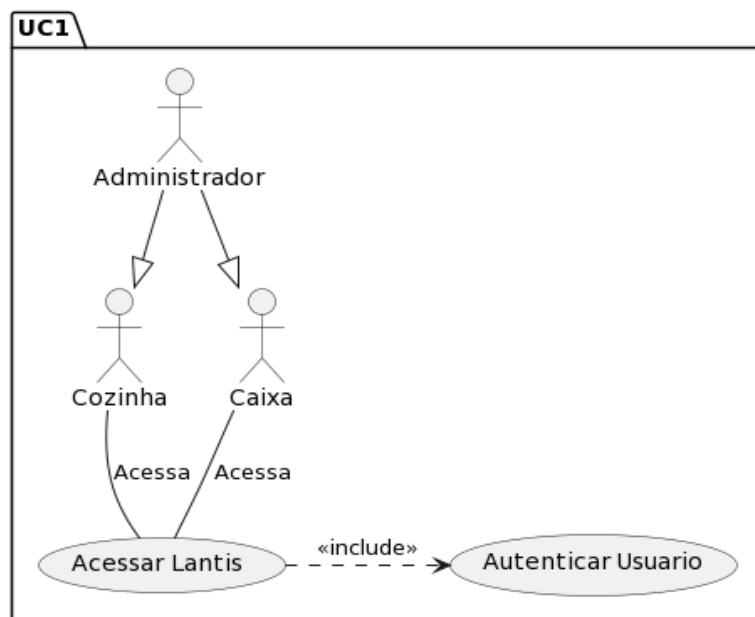 UC1
Administrador
Cozinha
Caixa
Acessa
Acessa
«include»
Acessar Lantis
Autenticar Usuario